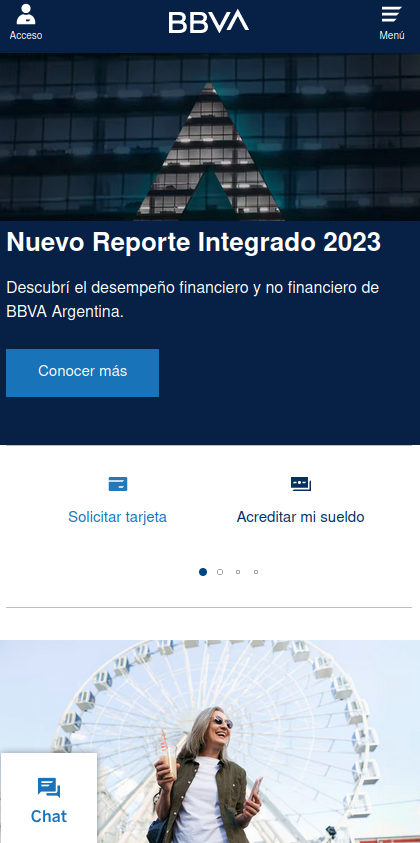 BBVA
Acceso
Menú
Nuevo Reporte Integrado 2023
Descubrí el desempeño financiero y no financiero de
BBVA Argentina.
Conocer más
Solicitar tarjeta
Acreditar mi sueldo
Chat